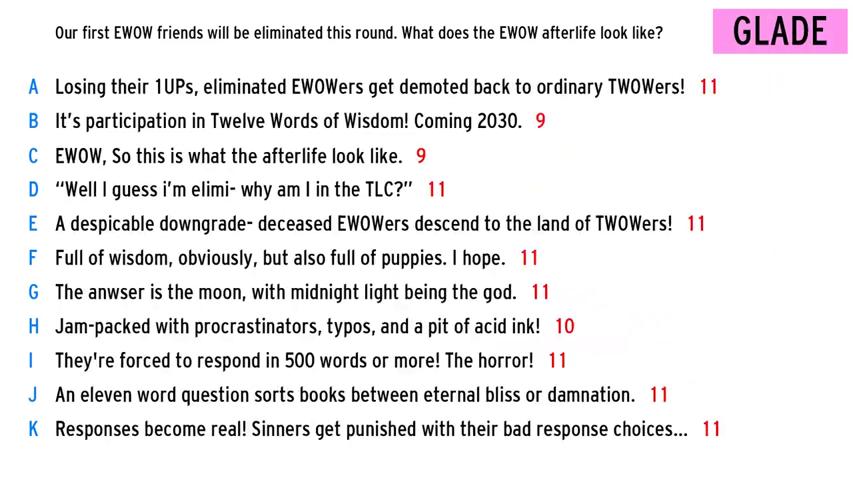 Our first EWOW friends will be eliminated this round. What does the EWOW afterlife look like?
GLADE
A Losing their 1UPs, eliminated EWOWers get demoted back to ordinary TWOWers! 11
B It's participation in Twelve Words of Wisdom! Coming 2030. 9
C EWOW, So this is what the afterlife look like. 9
D “Well I guess i'm elimi- why am I in the TLC?” 11
E A despicable downgrade- deceased EWOWers descend to the land of TWOWers! 11
F Full of wisdom, obviously, but also full of puppies. I hope. 11
G The anwser is the moon, with midnight light being the god. 11
H Jam-packed with procrastinators, typos, and a pit of acid ink! 10
I They're forced to respond in 500 words or more! The horror! 11
J An eleven word question sorts books between eternal bliss or damnation. 11
K Responses become real! Sinners get punished with their bad response choices... 11